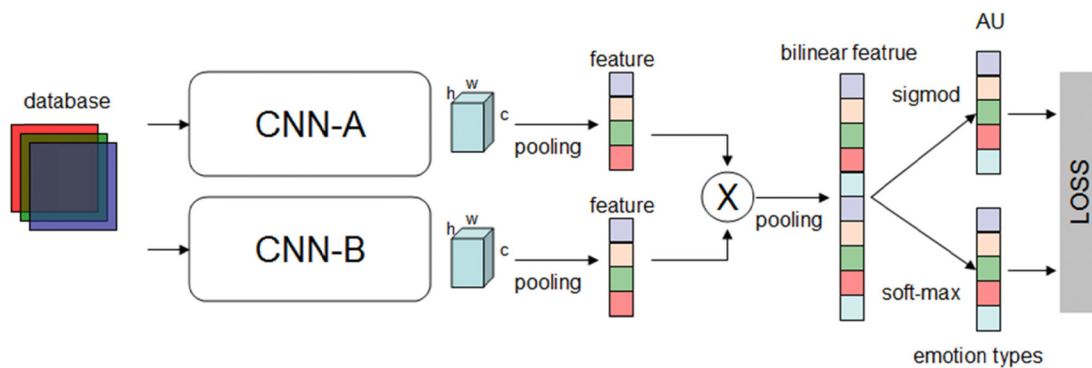 database
CNN-A
h
w
c
pooling
feature
CNN-B
h
w
c
pooling
feature
X
pooling
bilinear featrue
sigmod
AU
soft-max
emotion types
LOSS